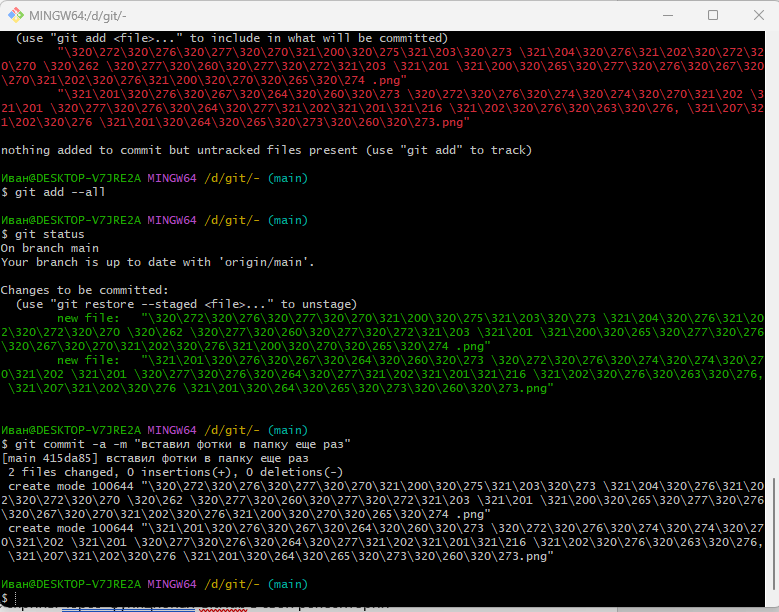 MINGW64:/d/git/-
  (use "git add <file>..." to include in what will be committed)
        "\320\272\320\276\320\277\320\270\321\200\320\275\321\203\320\273 \321\204\320\276\321\202\320\272\32
0\270 \320\262 \320\277\320\260\320\277\320\272\321\203 \321\201 \321\200\320\265\320\277\320\276\320\267\320
\270\321\202\320\276\321\200\320\270\320\265\320\274 .png"
        "\321\201\320\276\320\267\320\264\320\260\320\273 \320\272\320\276\320\274\320\274\320\270\321\202 \3
21\201 \320\277\320\276\320\264\320\277\321\202\321\201\321\216 \321\202\320\276\320\263\320\276, \321\207\32
1\202\320\276 \321\201\320\264\320\265\320\273\320\260\320\273.png"
nothing added to commit but untracked files present (use "git add" to track)
Иван@DESKTOP-V7JRE2A MINGW64 /d/git/- (main)
$ git add --all
Иван@DESKTOP-V7JRE2A MINGW64 /d/git/- (main)
$ git status
On branch main
Your branch is up to date with 'origin/main'.
Changes to be committed:
  (use "git restore --staged <file>..." to unstage)
        new file:   "\320\272\320\276\320\277\320\270\321\200\320\275\321\203\320\273 \321\204\320\276\321\20
2\320\272\320\270 \320\262 \320\277\320\260\320\277\320\272\321\203 \321\201 \321\200\320\265\320\277\320\276
\320\267\320\270\321\202\320\276\321\200\320\270\320\265\320\274 .png"
        new file:   "\321\201\320\276\320\267\320\264\320\260\320\273 \320\272\320\276\320\274\320\274\320\27
0\321\202 \321\201 \320\277\320\276\320\264\320\277\321\202\321\201\321\216 \321\202\320\276\320\263\320\276,
 \321\207\321\202\320\276 \321\201\320\264\320\265\320\273\320\260\320\273.png"
Иван@DESKTOP-V7JRE2A MINGW64 /d/git/- (main)
$ git commit -a -m "вставил фотки в папку еще раз"
[main 415da85] вставил фотки в папку еще раз
 2 files changed, 0 insertions(+), 0 deletions(-)
 create mode 100644 "\320\272\320\276\320\277\320\270\321\200\320\275\321\203\320\273 \321\204\320\276\321\20
2\320\272\320\270 \320\262 \320\277\320\260\320\277\320\272\321\203 \321\201 \321\200\320\265\320\277\320\276
\320\267\320\270\321\202\320\276\321\200\320\270\320\265\320\274 .png"
 create mode 100644 "\321\201\320\276\320\267\320\264\320\260\320\273 \320\272\320\276\320\274\320\274\320\27
0\321\202 \321\201 \320\277\320\276\320\264\320\277\321\202\321\201\321\216 \321\202\320\276\320\263\320\276,
 \321\207\321\202\320\276 \321\201\320\264\320\265\320\273\320\260\320\273.png"
Иван@DESKTOP-V7JRE2A MINGW64 /d/git/- (main)
$